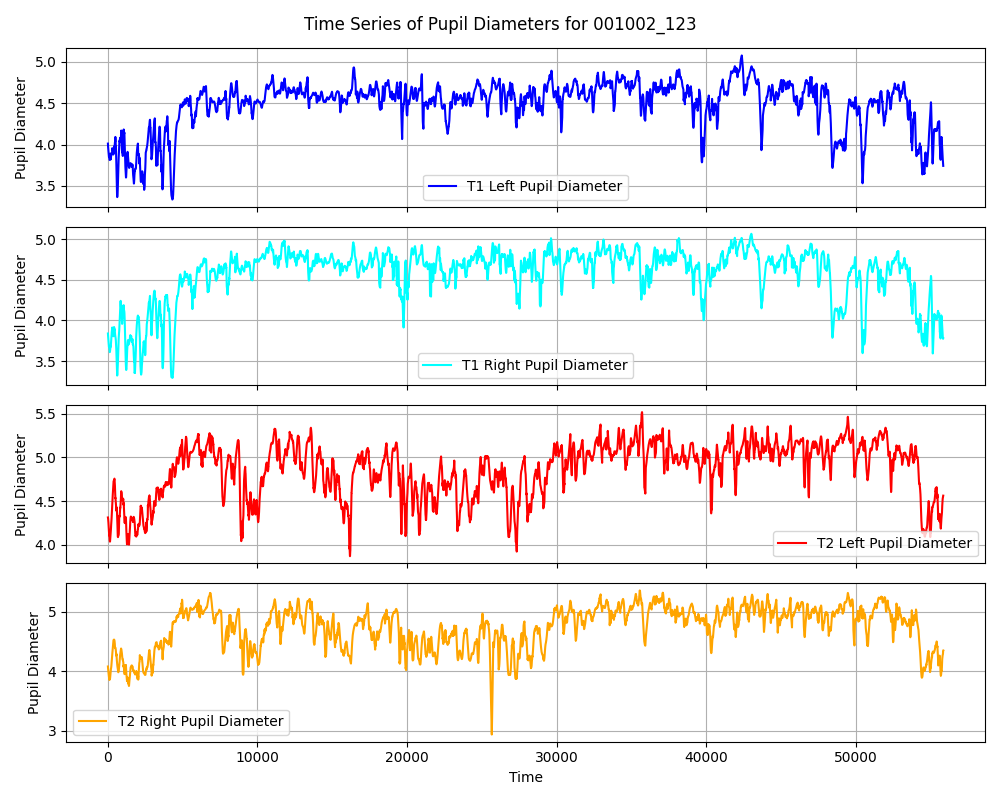 Time Series of Pupil Diameters for 001002_123
Pupil Diameter
5.0
4.5
4.0
3.5
T1 Left Pupil Diameter
Pupil Diameter
5.0
4.5
4.0
3.5
T1 Right Pupil Diameter
Pupil Diameter
5.5
5.0
4.5
4.0
T2 Left Pupil Diameter
Pupil Diameter
5
4
3
T2 Right Pupil Diameter
0 10000 20000 30000 40000 50000
Time